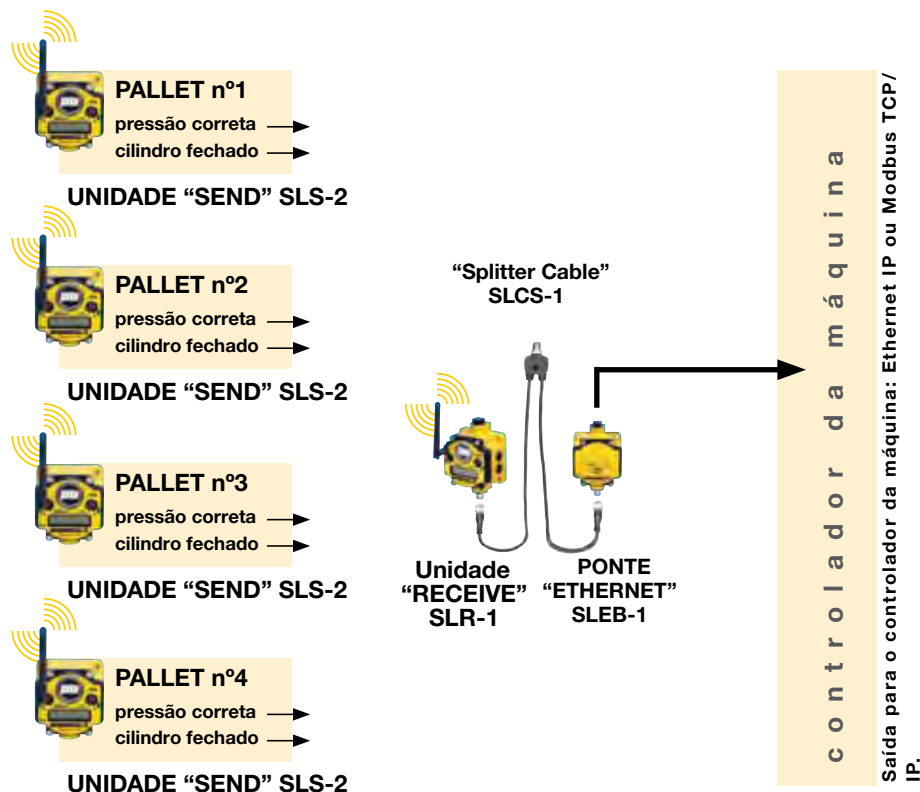 PALLET nº1
pressão correta
cilindro fechado
UNIDADE “SEND” SLS-2
PALLET nº2
pressão correta
cilindro fechado
UNIDADE “SEND” SLS-2
PALLET nº3
pressão correta
cilindro fechado
UNIDADE “SEND” SLS-2
PALLET nº4
pressão correta
cilindro fechado
UNIDADE “SEND” SLS-2
“Splitter Cable”
SLCS-1
Unidade
“RECEIVE”
SLR-1
PONTE
“ETHERNET”
SLEB-1
controlador da máquina
Saída para o controlador da máquina: Ethernet IP ou Modbus TCP/
IP.